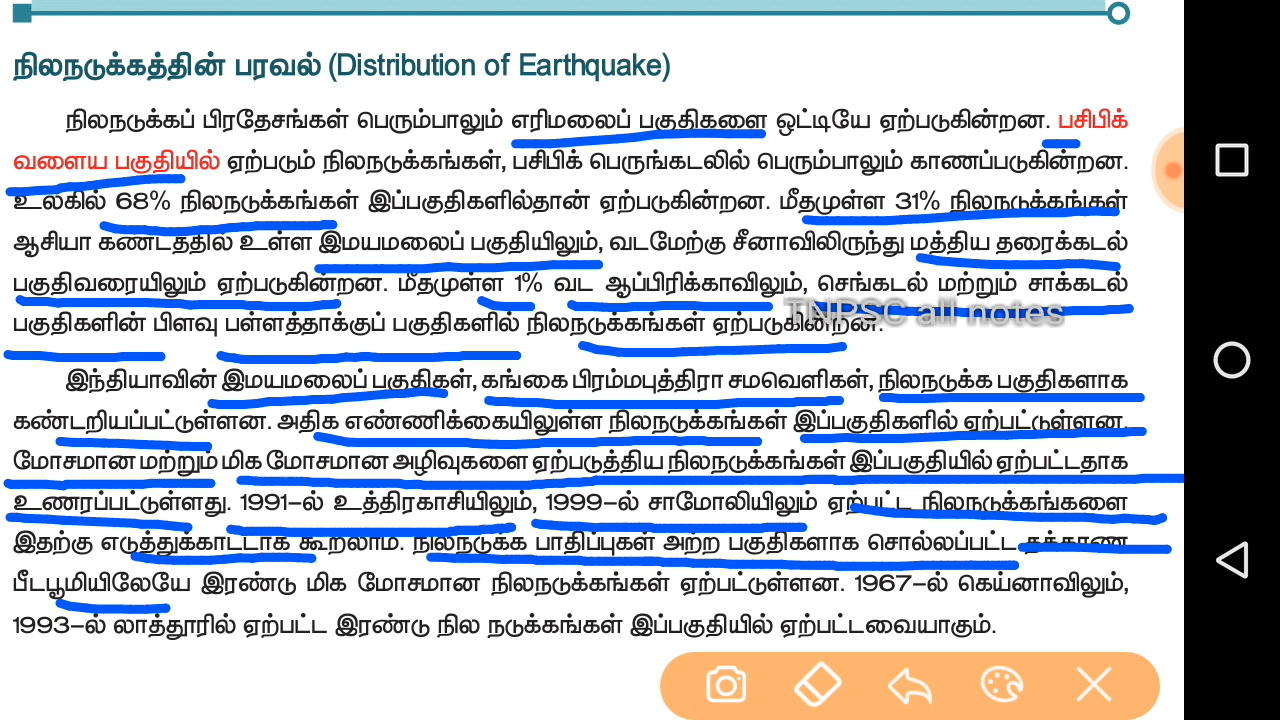 நிலநடுக்கத்தின் பரவல் (Distribution of Earthquake)
நிலநடுக்கப் பிரதேசங்கள் பெரும்பாலும் எரிமலைப் பகுதிகளை ஒட்டியே ஏற்படுகின்றன. பசிபிக்
வளைய பகுதியில் ஏற்படும் நிலநடுக்கங்கள், பசிபிக் பெருங்கடலில் பெரும்பாலும் காணப்படுகின்றன.
உலகில் 68% நிலநடுக்கங்கள் இப்பகுதிகளில்தான் ஏற்படுகின்றன. மீதமுள்ள 31% நிலநடுக்கங்கள்
ஆசியா கண்டத்தில் உள்ள இமயமலைப் பகுதியிலும், வடமேற்கு சீனாவிலிருந்து மத்திய தரைக்கடல்
பகுதிவரையிலும் ஏற்படுகின்றன. மீதமுள்ள 1% வட ஆப்பிரிக்காவிலும், செங்கடல் மற்றும் சாக்கடல்
பகுதிகளின் பிளவு பள்ளத்தாக்குப் பகுதிகளில் நிலநடுக்கங்கள் ஏற்படுகின்றன.
TNPSC all notes
இந்தியாவின் இமயமலைப் பகுதிகள், கங்கை பிரம்மபுத்திரா சமவெளிகள், நிலநடுக்க பகுதிகளாக
கண்டறியப்பட்டுள்ளன. அதிக எண்ணிக்கையிலுள்ள நிலநடுக்கங்கள் இப்பகுதிகளில் ஏற்பட்டுள்ளன.
மோசமான மற்றும் மிக மோசமான அழிவுகளை ஏற்படுத்திய நிலநடுக்கங்கள் இப்பகுதியில் ஏற்பட்டதாக
உணரப்பட்டுள்ளது. 1991–ல் உத்திரகாசியிலும், 1999–ல் சாமோலியிலும் ஏற்பட்ட நிலநடுக்கங்களை
இதற்கு எடுத்துக்காட்டாக கூறலாம். நிலநடுக்க பாதிப்புகள் அற்ற பகுதிகளாக சொல்லப்பட்ட தக்காண
பீடபூமியிலேயே இரண்டு மிக மோசமான நிலநடுக்கங்கள் ஏற்பட்டுள்ளன. 1967–ல் கெய்னாவிலும்,
1993–ல் லாத்தூரில் ஏற்பட்ட இரண்டு நில நடுக்கங்கள் இப்பகுதியில் ஏற்பட்டவையாகும்.